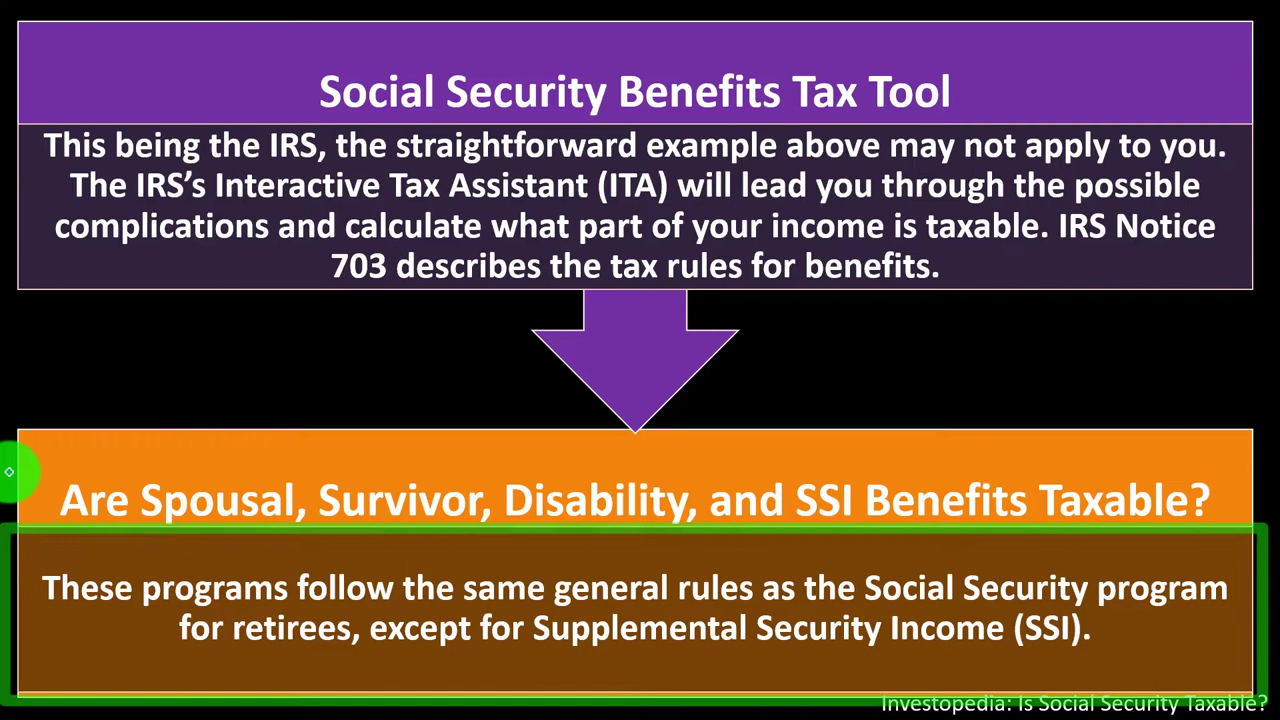 Social Security Benefits Tax Tool
This being the IRS, the straightforward example above may not apply to you.
The IRS’s Interactive Tax Assistant (ITA) will lead you through the possible
complications and calculate what part of your income is taxable. IRS Notice
703 describes the tax rules for benefits.
Are Spousal, Survivor, Disability, and SSI Benefits Taxable?
These programs follow the same general rules as the Social Security program
for retirees, except for Supplemental Security Income (SSI).
Investopedia: Is Social Security Taxable?